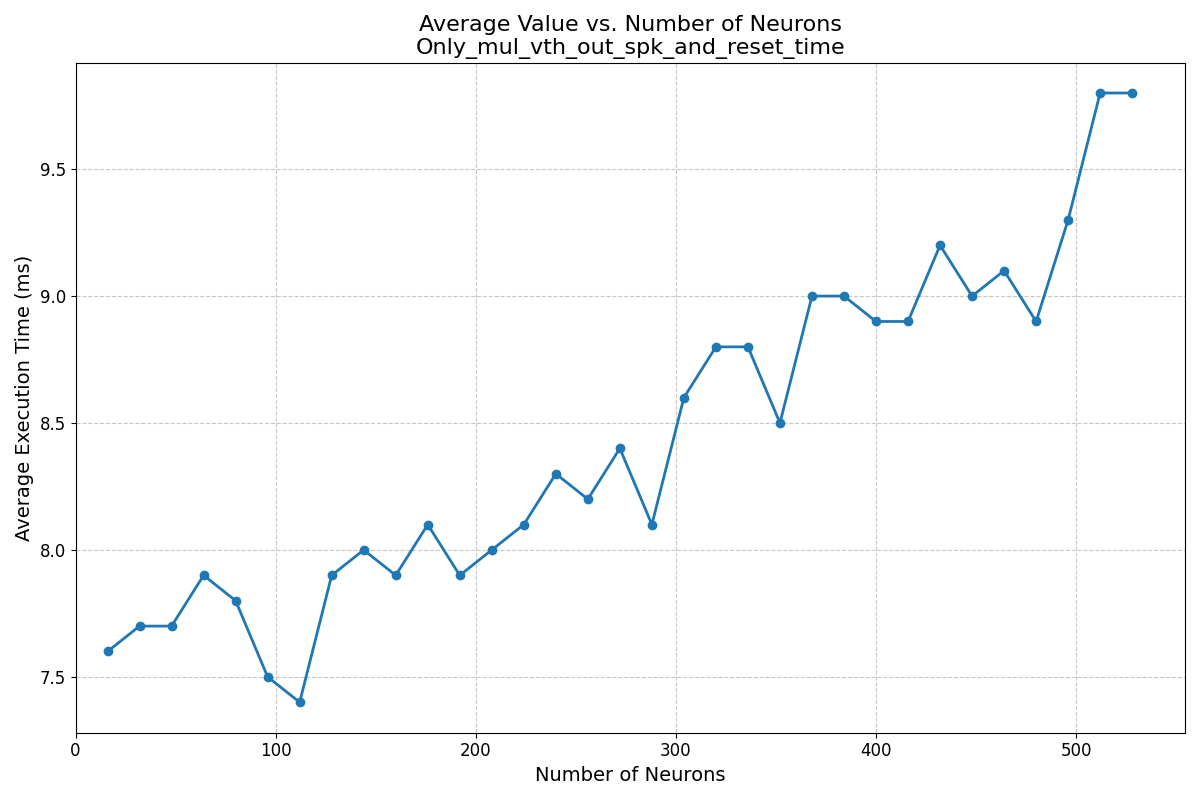 Average Value vs. Number of Neurons
Only_mul_vth_out_spk_and_reset_time
Average Execution Time (ms)
9.5
9.0
8.5
8.0
7.5
0 100 200 300 400 500
Number of Neurons